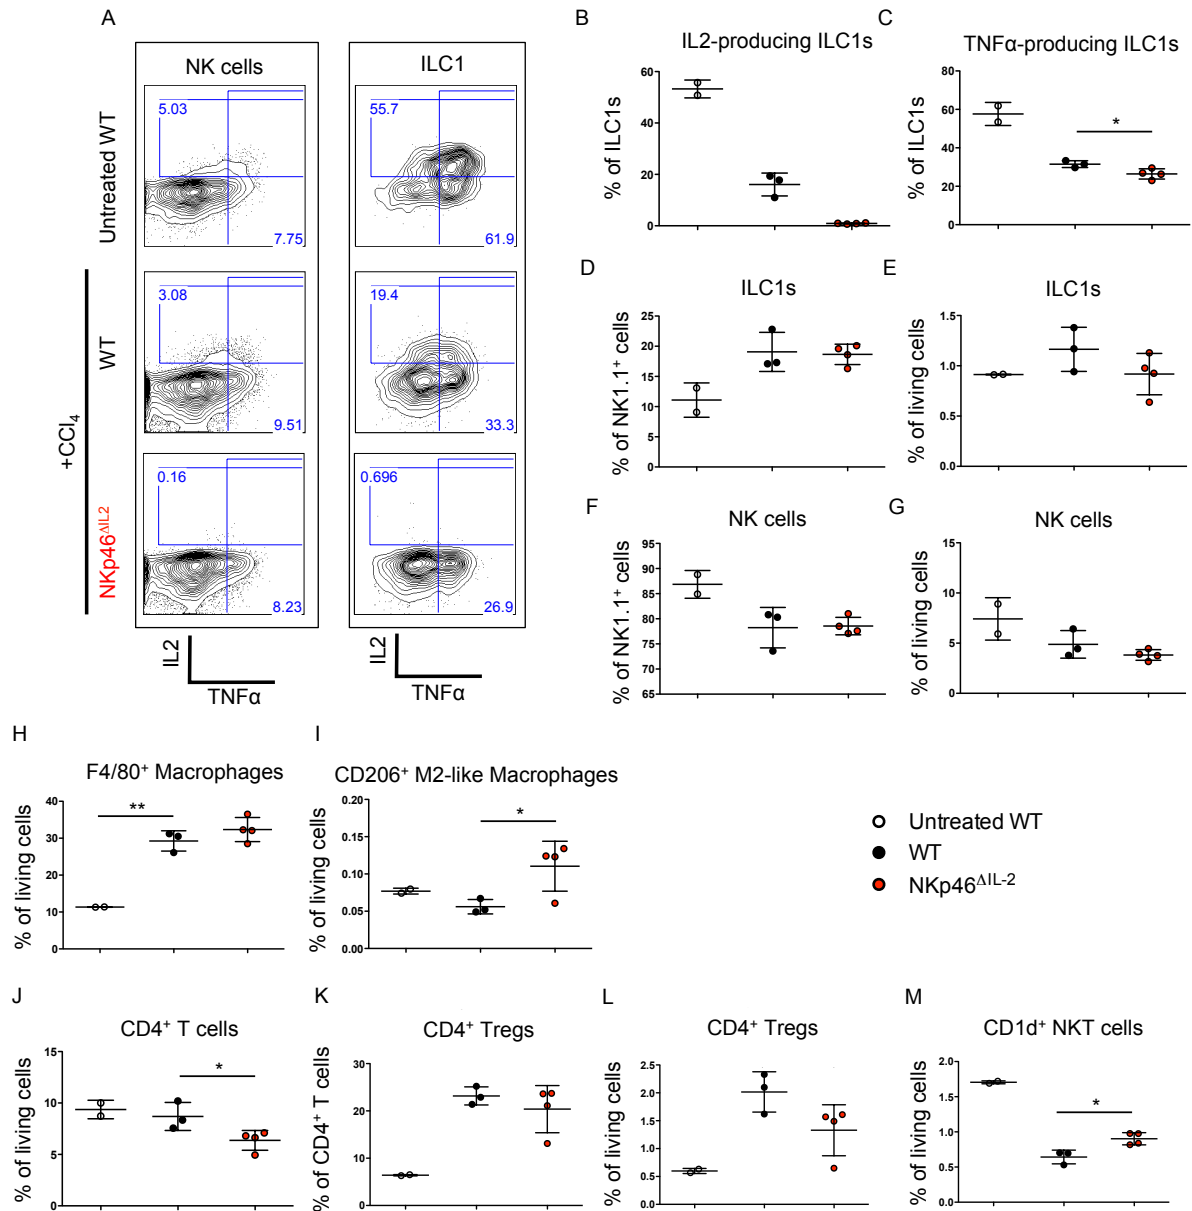 A
NK cells
ILC1
Untreated WT
5.03
7.75
55.7
61.9
+CCl4
WT
3.08
9.51
19.4
33.3
NKp46ΔIL2
0.16
8.23
0.696
26.9
IL2
TNFα
IL2
TNFα
B
IL2-producing ILC1s
% of ILC1s
60
40
20
0
C
TNFα-producing ILC1s
% of ILC1s
80
60
40
20
0
*
D
ILC1s
% of NK1.1+ cells
25
20
15
10
5
0
E
ILC1s
% of living cells
1.5
1.0
0.5
0.0
F
NK cells
% of NK1.1+ cells
95
90
85
80
75
70
65
G
NK cells
% of living cells
15
10
5
0
H
F4/80+ Macrophages
% of living cells
40
30
20
10
0
**
I
CD206+ M2-like Macrophages
% of living cells
0.20
0.15
0.10
0.05
0.00
*
Untreated WT
WT
NKp46ΔIL-2
J
CD4+ T cells
% of living cells
15
10
5
0
*
K
CD4+ Tregs
% of CD4+ T cells
30
20
10
0
L
CD4+ Tregs
% of living cells
2.5
2.0
1.5
1.0
0.5
0.0
M
CD1d+ NKT cells
% of living cells
2.0
1.5
1.0
0.5
0.0
*